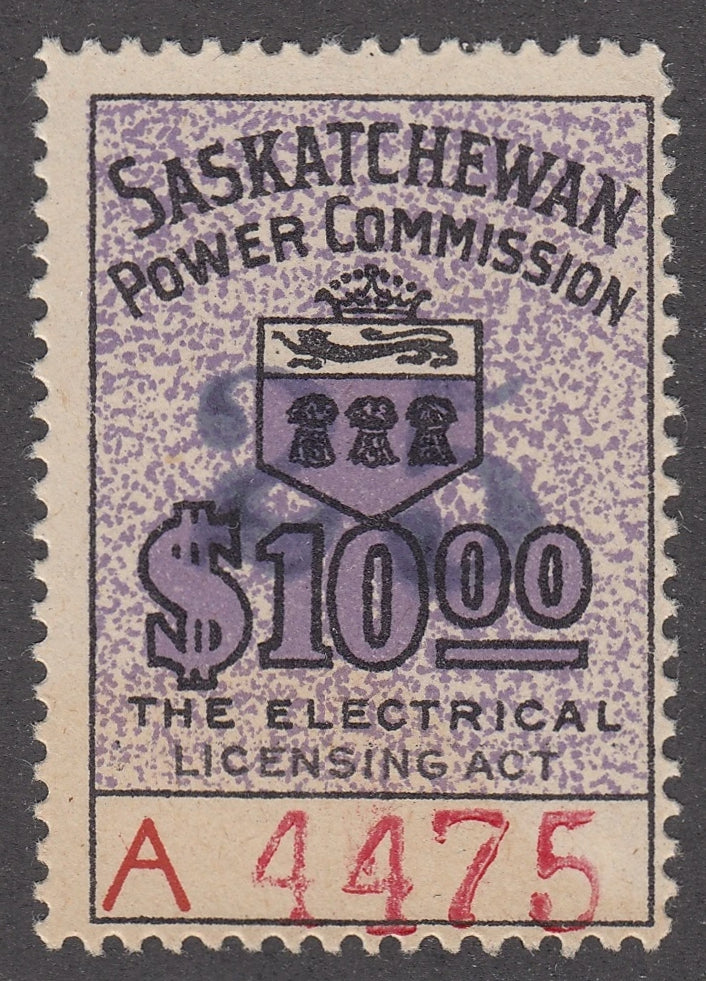 SASKATCHEWAN
POWER COMMISSION
$10.00
THE ELECTRICAL
LICENSING ACT
A 4475